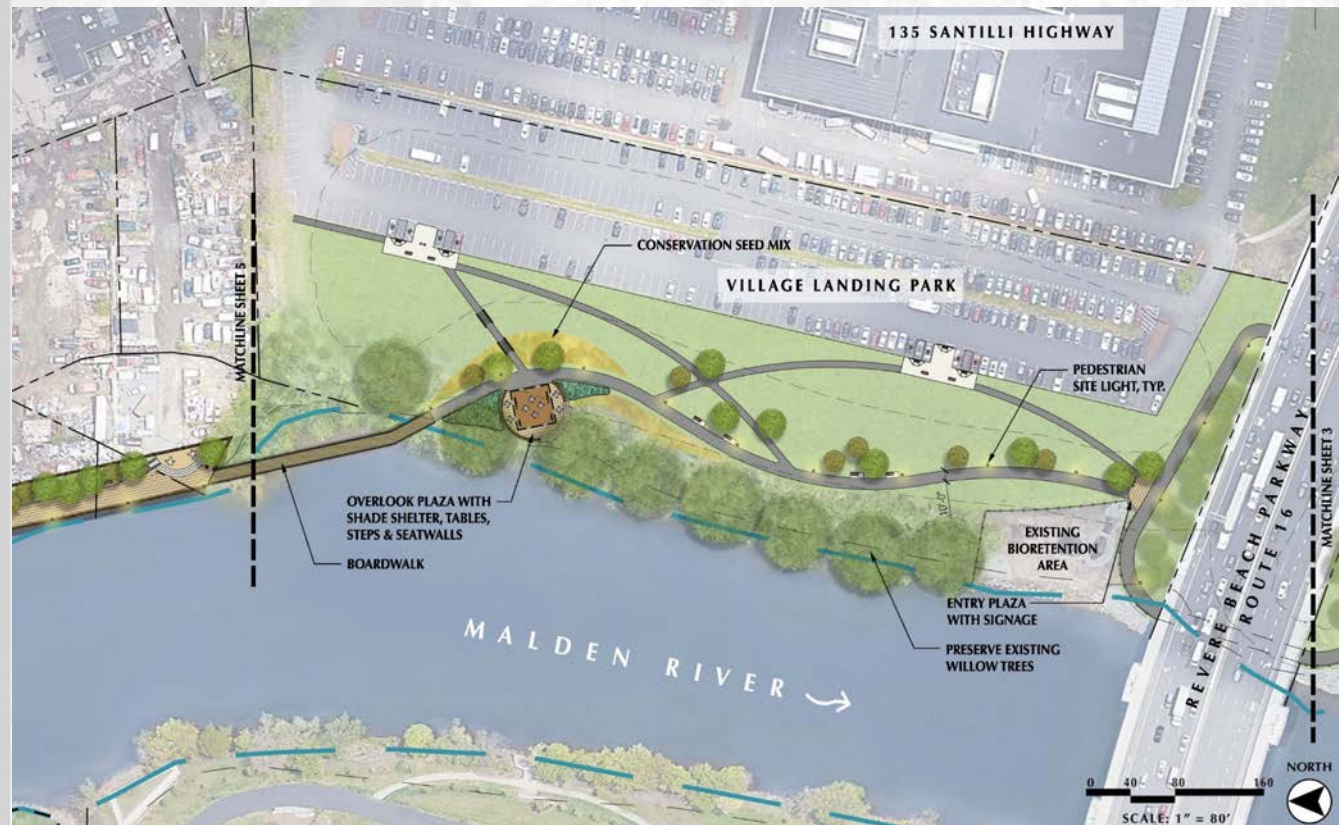 135 SANTILLI HIGHWAY
MATCHLINE SHEET 5
CONSERVATION SEED MIX
VILLAGE LANDING PARK
PEDESTRIAN
SITE LIGHT, TYP.
MATCHLINE SHEET 3
REVERE BEACH PARKWAY
ROUTE 16
OVERLOOK PLAZA WITH
SHADE SHELTER, TABLES,
STEPS & SEATWALLS
BOARDWALK
10'-0"
EXISTING
BIORETENTION
AREA
ENTRY PLAZA
WITH SIGNAGE
PRESERVE EXISTING
WILLOW TREES
MALDEN RIVER
0 40 80 160
SCALE: 1" = 80'
NORTH